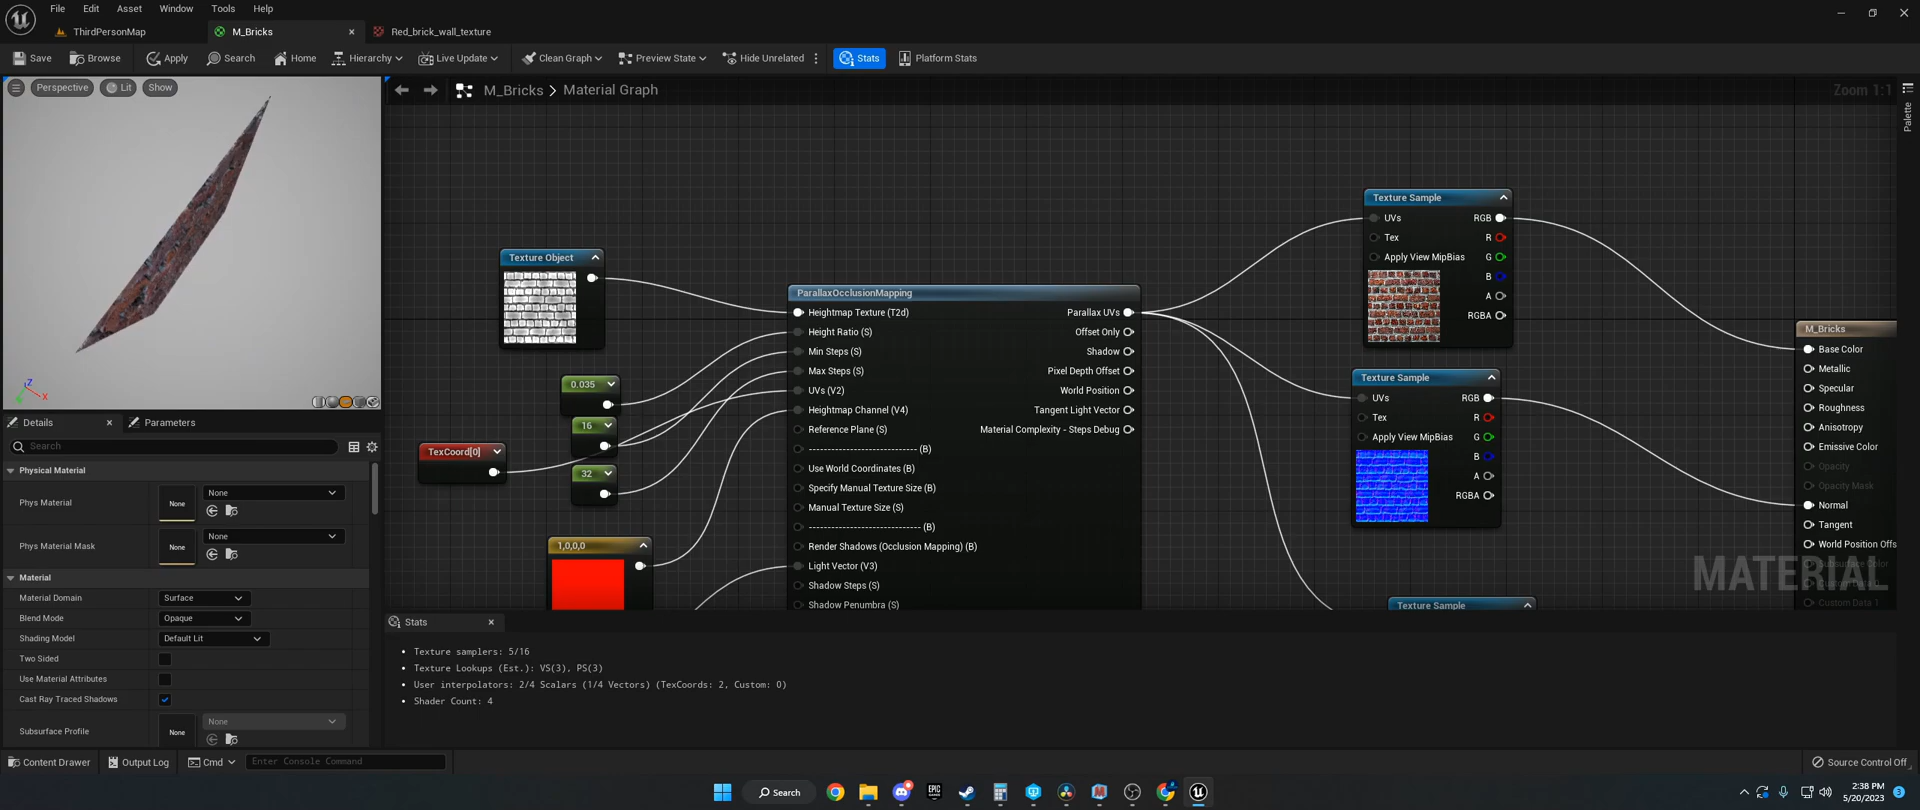 File Edit Asset Window Tools Help
ThirdPersonMap
M_Bricks
Red_brick_wall_texture
Save Browse Apply Search Home Hierarchy Live Update Clean Graph Preview State Hide Unrelated Stats Platform Stats
Perspective Lit Show
M_Bricks > Material Graph
Zoom 1:1
Palette
Z
X
Texture Object
0.035
16
32
TexCoord[0]
1,0,0,0
ParallaxOcclusionMapping
Heightmap Texture (T2d) Parallax UVs
Height Ratio (S) Offset Only
Min Steps (S) Shadow
Max Steps (S) Pixel Depth Offset
UVs (V2) World Position
Heightmap Channel (V4) Tangent Light Vector
Reference Plane (S) Material Complexity - Steps Debug
------------------------------ (B)
Use World Coordinates (B)
Specify Manual Texture Size (B)
Manual Texture Size (S)
------------------------------- (B)
Render Shadows (Occlusion Mapping) (B)
Light Vector (V3)
Shadow Steps (S)
Shadow Penumbra (S)
Texture Sample
UVs RGB
Tex R
Apply View MipBias G
B
A
RGBA
Texture Sample
UVs RGB
Tex R
Apply View MipBias G
B
A
RGBA
Texture Sample
M_Bricks
Base Color
Metallic
Specular
Roughness
Anisotropy
Emissive Color
Opacity
Opacity Mask
Normal
Tangent
World Position Offs
Subsurface Color
Custom Data 0
Custom Data 1
MATERIAL
Details
Parameters
Search
Physical Material
Phys Material None None
Phys Material Mask None None
Material
Material Domain Surface
Blend Mode Opaque
Shading Model Default Lit
Two Sided
Use Material Attributes
Cast Ray Traced Shadows
Subsurface Profile None None
Stats
Texture samplers: 5/16
Texture Lookups (Est.): VS(3), PS(3)
User interpolators: 2/4 Scalars (1/4 Vectors) (TexCoords: 2, Custom: 0)
Shader Count: 4
Content Drawer Output Log Cmd Enter Console Command Source Control Off
Search
EPIC
2:38 PM
5/20/2023
3